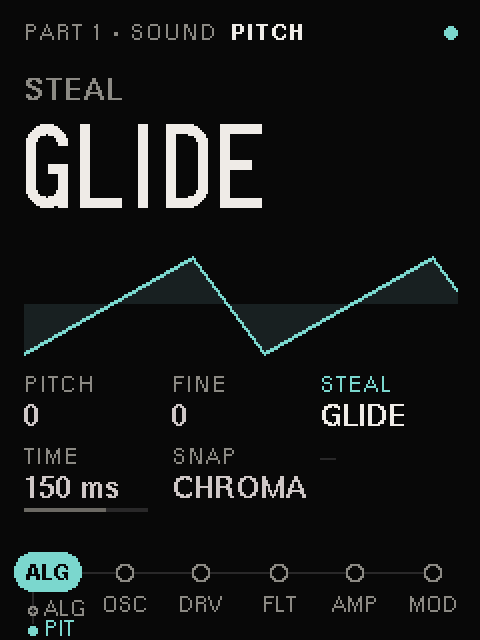 PART 1 · SOUND PITCH
STEAL
GLIDE
PITCH FINE STEAL
0 0 GLIDE
TIME SNAP —
150 ms CHROMA
ALG
ALG OSC DRV FLT AMP MOD
PIT